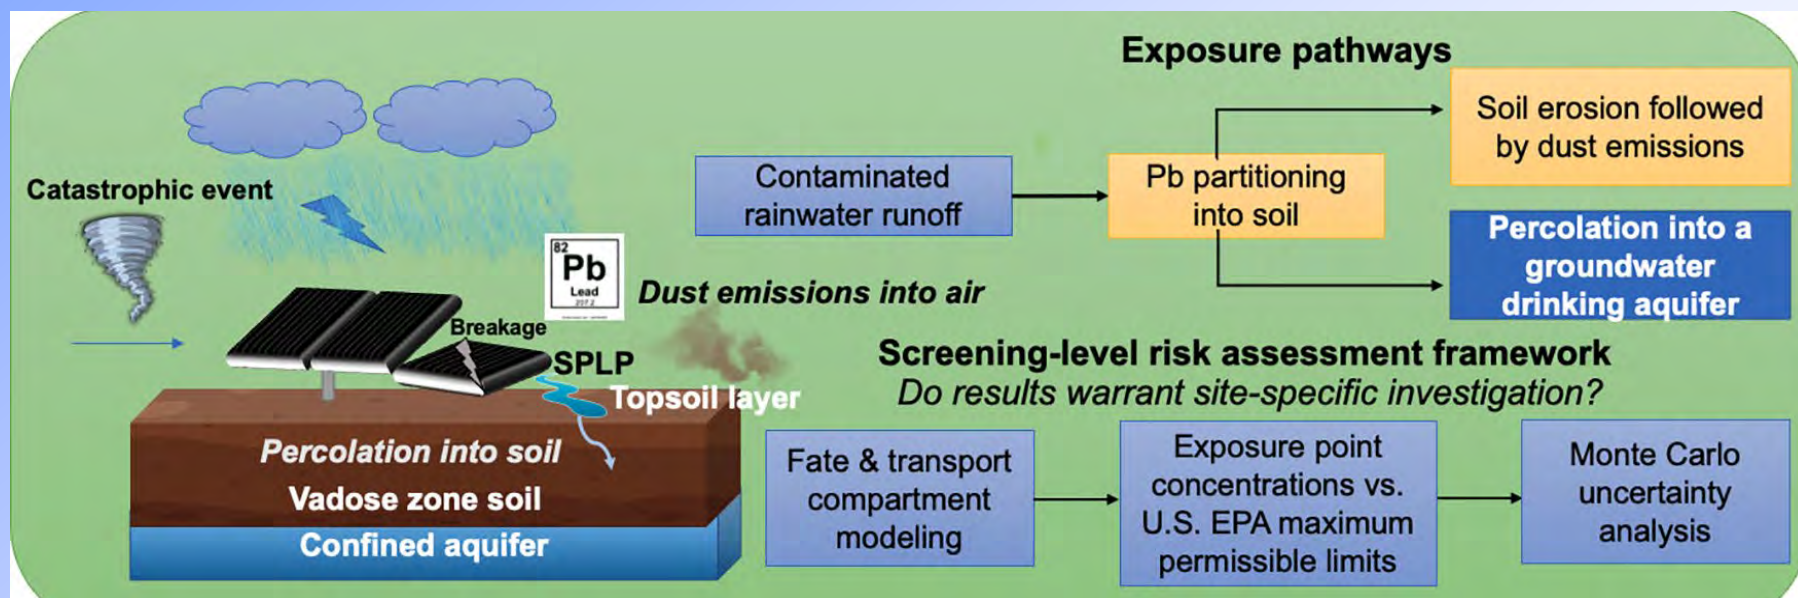 Exposure pathways
Soil erosion followed
by dust emissions
Contaminated
rainwater runoff
Pb partitioning
into soil
Percolation into a
groundwater
drinking aquifer
Catastrophic event
82
Pb
Lead
207.2
Dust emissions into air
Breakage
SPLP
Topsoil layer
Percolation into soil
Vadose zone soil
Confined aquifer
Screening-level risk assessment framework
Do results warrant site-specific investigation?
Fate & transport
compartment
modeling
Exposure point
concentrations vs.
U.S. EPA maximum
permissible limits
Monte Carlo
uncertainty
analysis